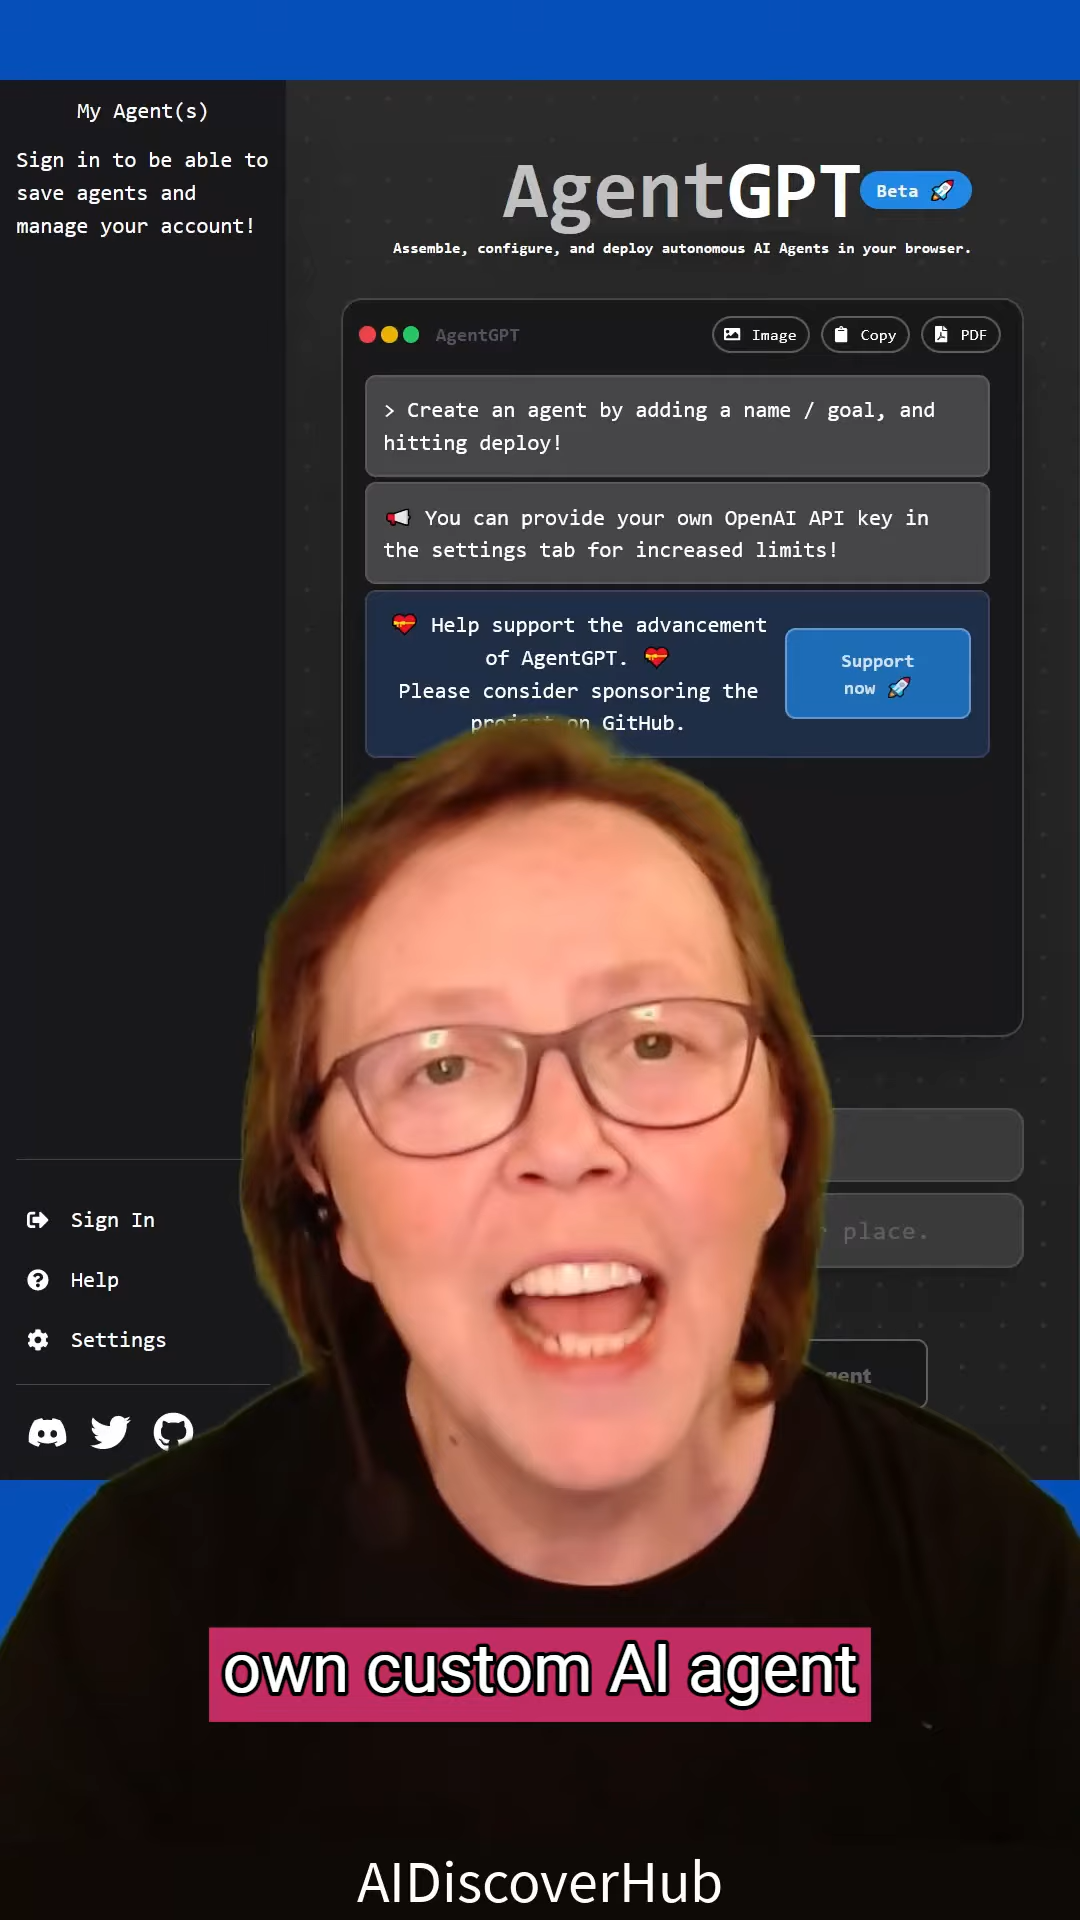 My Agent(s)
Sign in to be able to
save agents and
manage your account!
AgentGPT
Beta 🚀
Assemble, configure, and deploy autonomous AI Agents in your browser.
AgentGPT
Image
Copy
PDF
> Create an agent by adding a name / goal, and
hitting deploy!
📢 You can provide your own OpenAI API key in
the settings tab for increased limits!
💝 Help support the advancement
of AgentGPT. 💝
Please consider sponsoring the
project on GitHub.
Support
now 🚀
place.
Sign In
Help
Settings
own custom AI agent
AIDiscoverHub